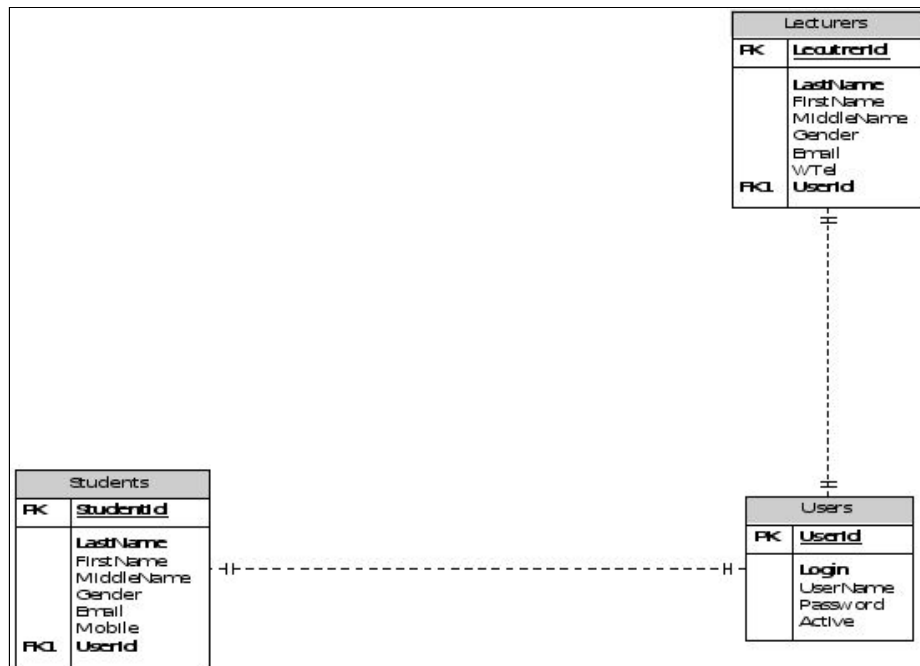 Lecturers
PK LecutrerId
LastName
FirstName
MiddleName
Gender
Email
WTel
FK1 UserId
Students
PK StudentId
LastName
FirstName
MiddleName
Gender
Email
Mobile
FK1 UserId
Users
PK UserId
Login
UserName
Password
Active